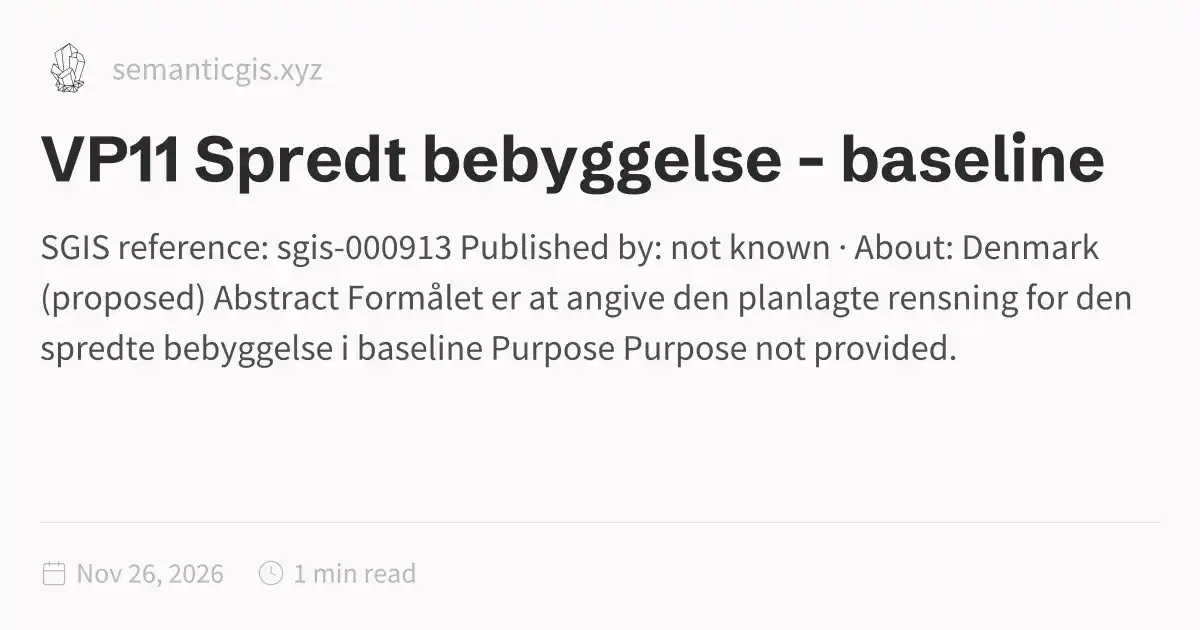 semanticgis.xyz
VP11 Spredt bebyggelse - baseline
SGIS reference: sgis-000913 Published by: not known · About: Denmark
(proposed) Abstract Formålet er at angive den planlagte rensning for den
spredte bebyggelse i baseline Purpose Purpose not provided.
Nov 26, 2026 1 min read